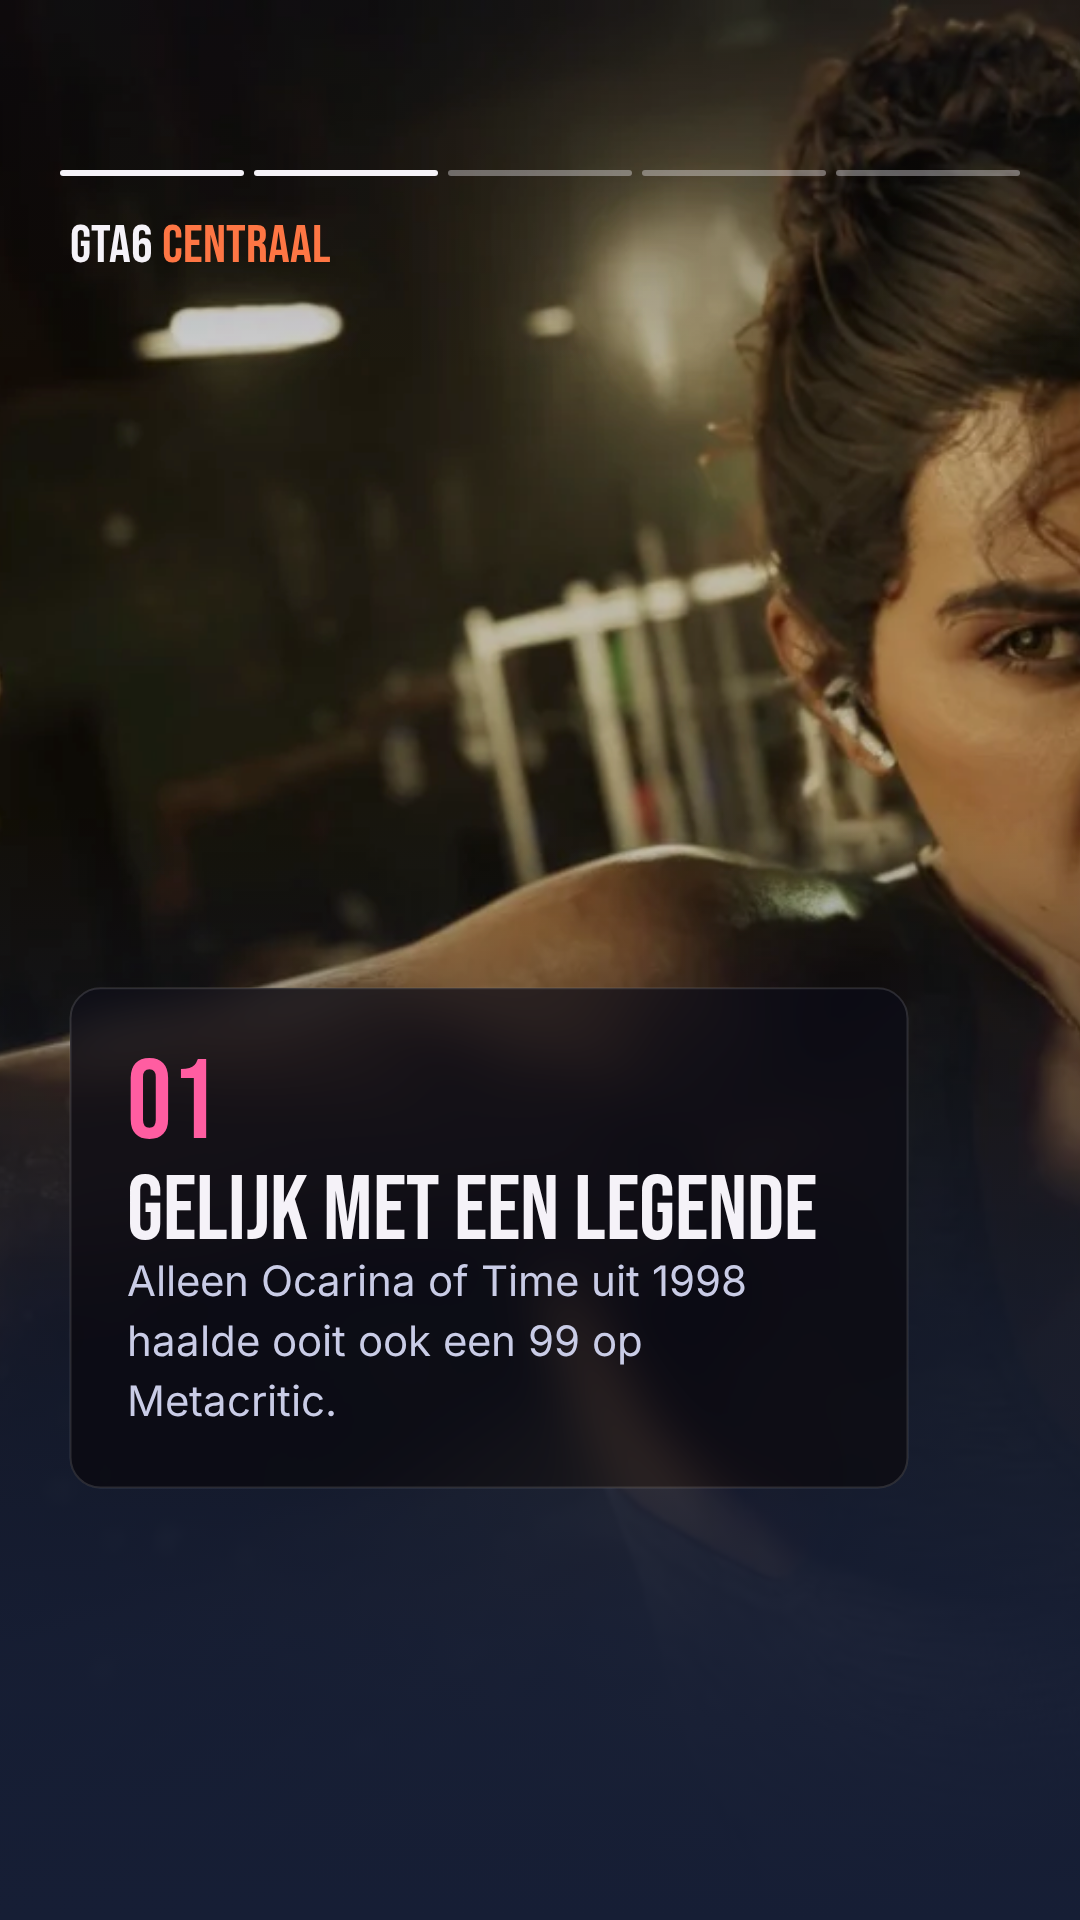 GTA6 CENTRAAL
01
GELIJK MET EEN LEGENDE
Alleen Ocarina of Time uit 1998
haalde ooit ook een 99 op
Metacritic.